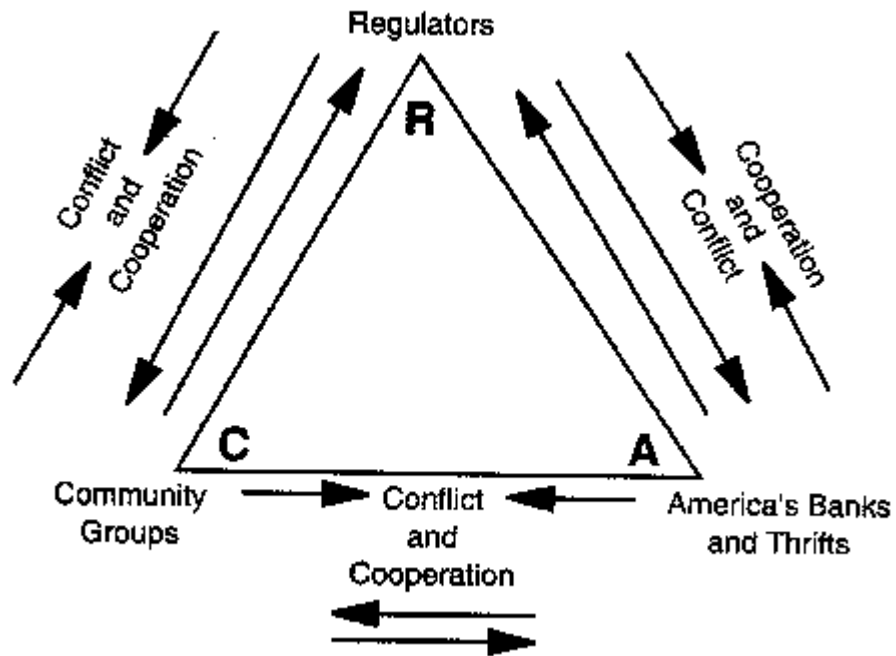 Regulators
R
Conflict
and
Cooperation
Cooperation
and
Conflict
C
A
Community
Groups
Conflict
and
Cooperation
America's Banks
and Thrifts